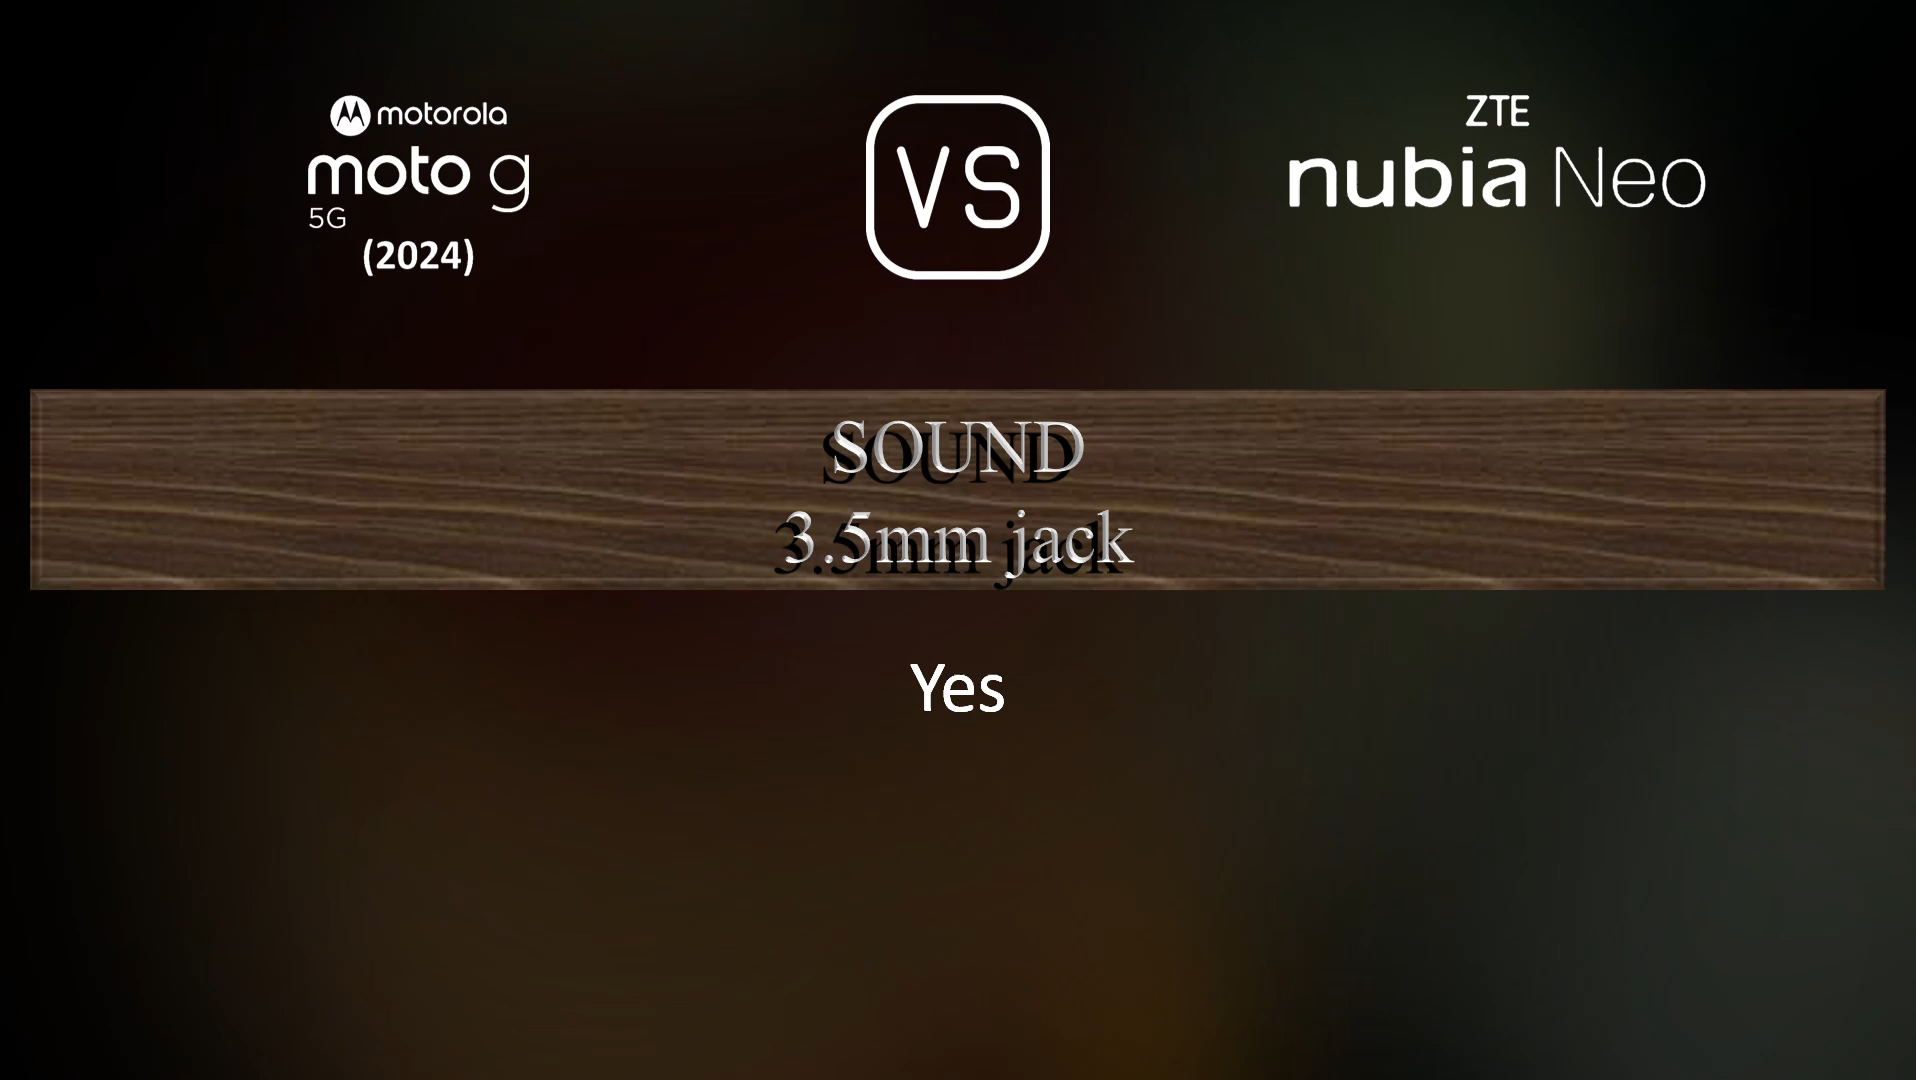 motorola
moto g
5G
(2024)
VS
ZTE
nubia Neo
SOUND
3.5mm jack
Yes